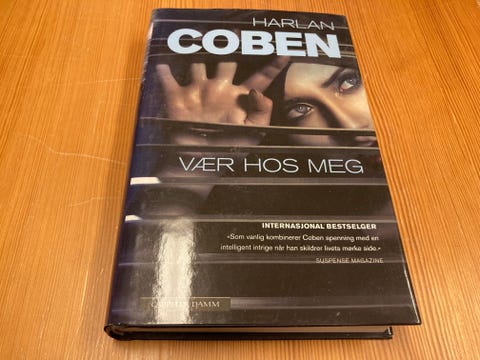 HARLAN
COBEN
VÆR HOS MEG
INTERNASJONAL BESTSELGER
«Som vanlig kombinerer Coben spenning med en
intelligent intrige når han skildrer livets mørke side.»
SUSPENSE MAGAZINE
CAPPELEN DAMM